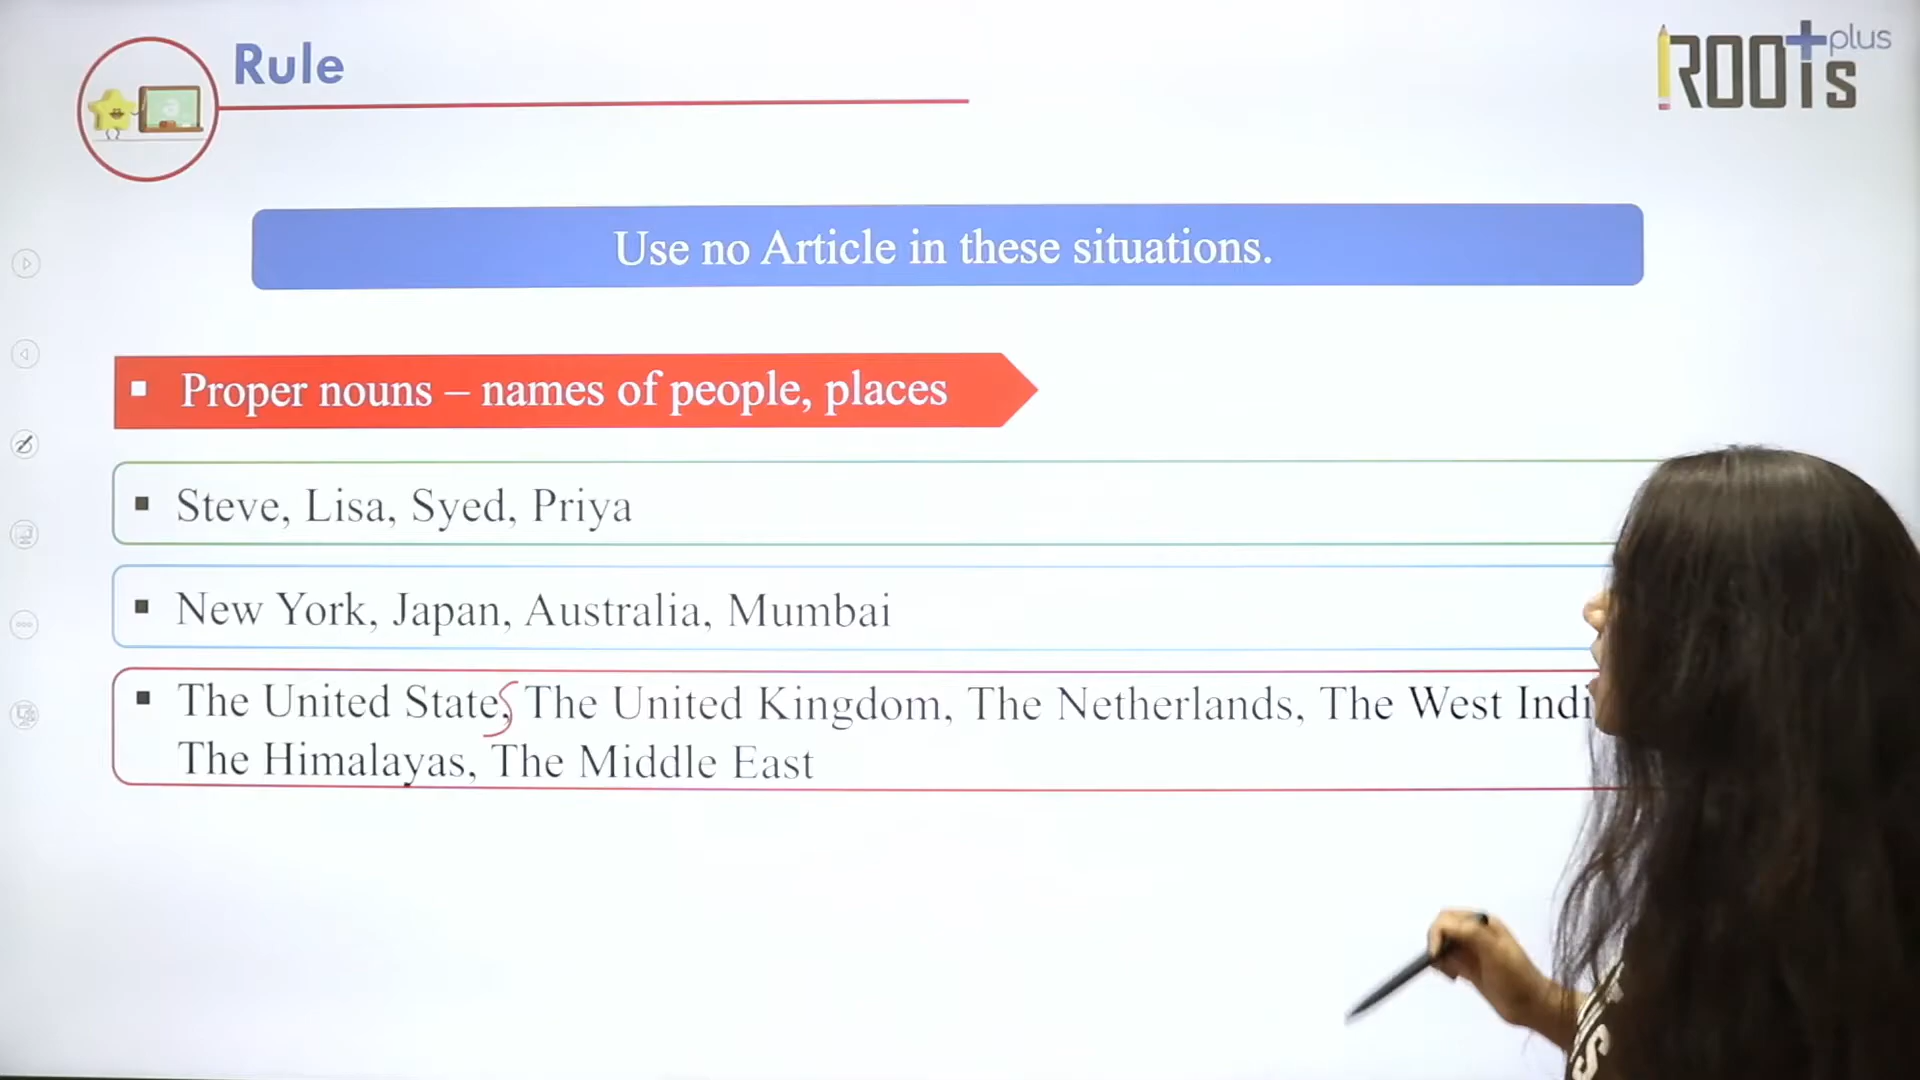 Rule
ROOTS plus
Use no Article in these situations.
▪ Proper nouns – names of people, places
▪ Steve, Lisa, Syed, Priya
▪ New York, Japan, Australia, Mumbai
▪ The United State, s The United Kingdom, The Netherlands, The West Indi
The Himalayas, The Middle East